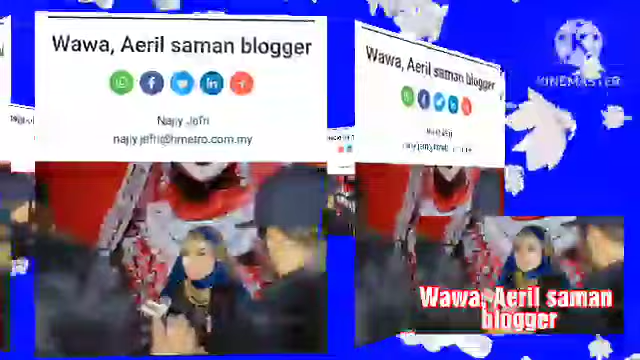 Wawa, Aeril saman blogger
Najiy Jefri
najiy.jefri@hmetro.com.my
Wawa, Aeril saman blogger
KINEMASTER
Wawa, Aeril saman
blogger